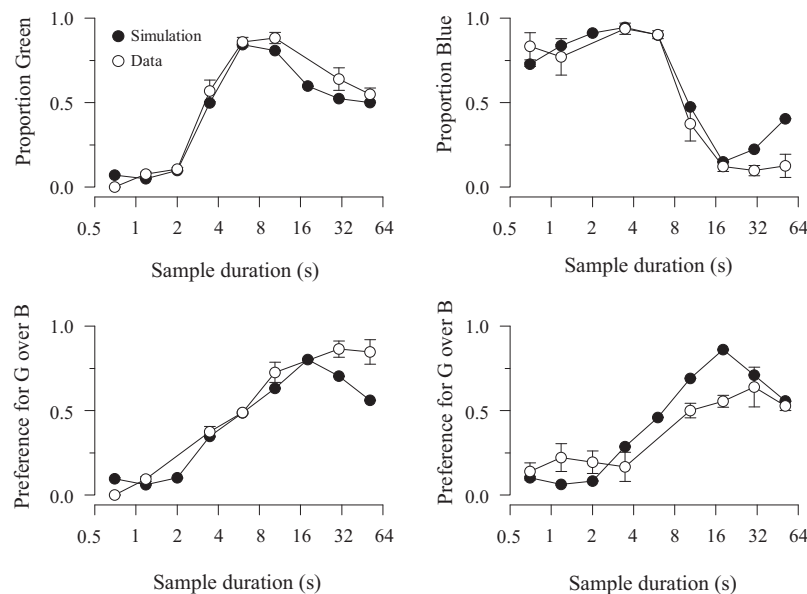 Proportion Green
1.0
0.5
0.0
Simulation
Data
0.5 1 2 4 8 16 32 64
Sample duration (s)
Proportion Blue
1.0
0.5
0.0
0.5 1 2 4 8 16 32 64
Sample duration (s)
Preference for G over B
1.0
0.5
0.0
0.5 1 2 4 8 16 32 64
Sample duration (s)
Preference for G over B
1.0
0.5
0.0
0.5 1 2 4 8 16 32 64
Sample duration (s)